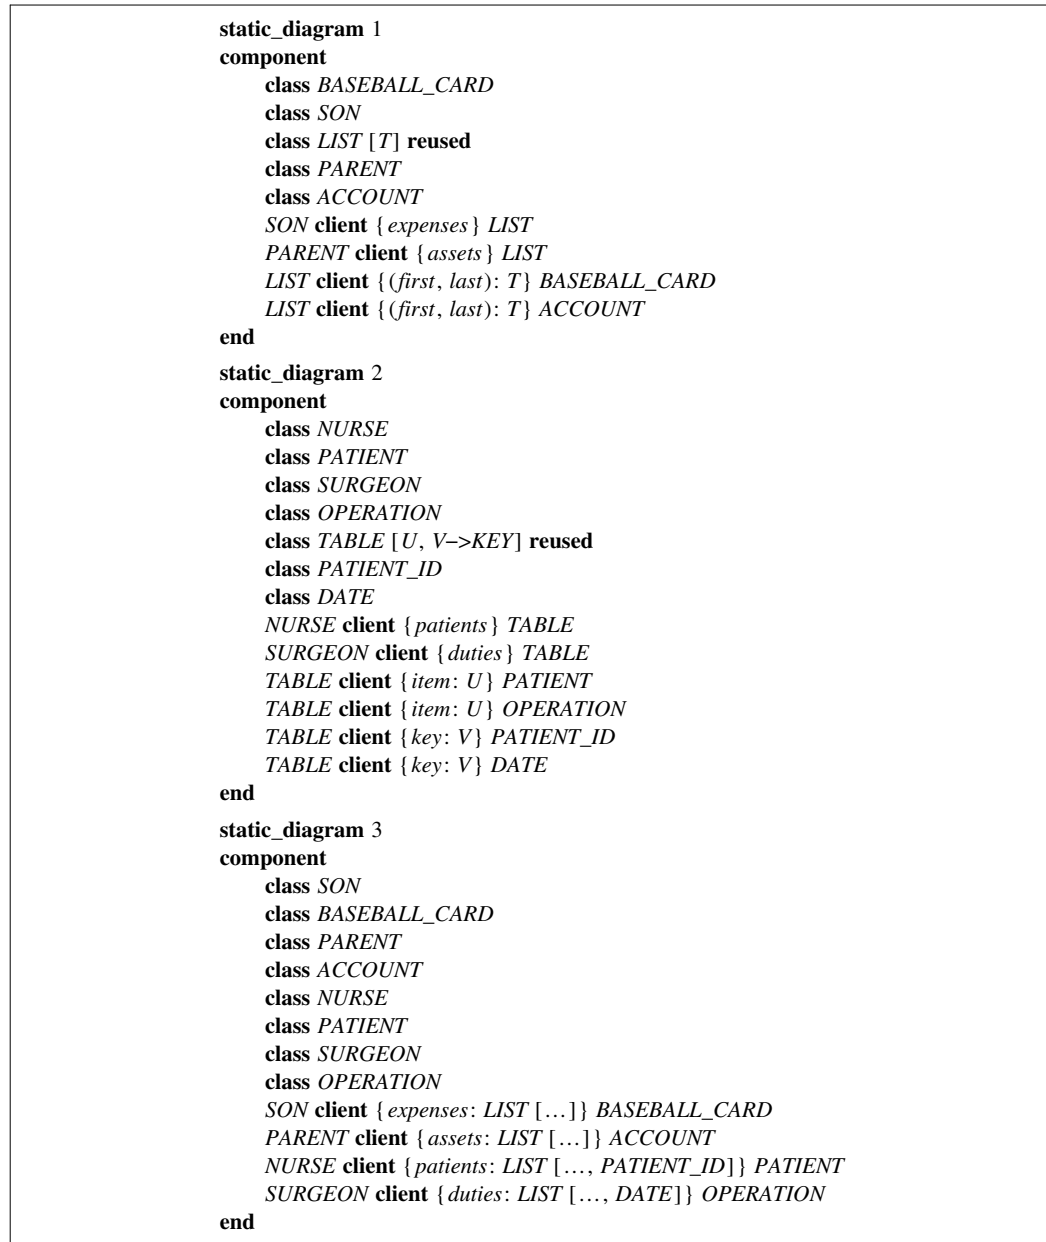 static_diagram 1
component
class BASEBALL_CARD
class SON
class LIST [T] reused
class PARENT
class ACCOUNT
SON client {expenses} LIST
PARENT client {assets} LIST
LIST client {(first, last): T} BASEBALL_CARD
LIST client {(first, last): T} ACCOUNT
end
static_diagram 2
component
class NURSE
class PATIENT
class SURGEON
class OPERATION
class TABLE [U, V−>KEY] reused
class PATIENT_ID
class DATE
NURSE client {patients} TABLE
SURGEON client {duties} TABLE
TABLE client {item: U} PATIENT
TABLE client {item: U} OPERATION
TABLE client {key: V} PATIENT_ID
TABLE client {key: V} DATE
end
static_diagram 3
component
class SON
class BASEBALL_CARD
class PARENT
class ACCOUNT
class NURSE
class PATIENT
class SURGEON
class OPERATION
SON client {expenses: LIST […]} BASEBALL_CARD
PARENT client {assets: LIST […]} ACCOUNT
NURSE client {patients: LIST […, PATIENT_ID]} PATIENT
SURGEON client {duties: LIST […, DATE]} OPERATION
end